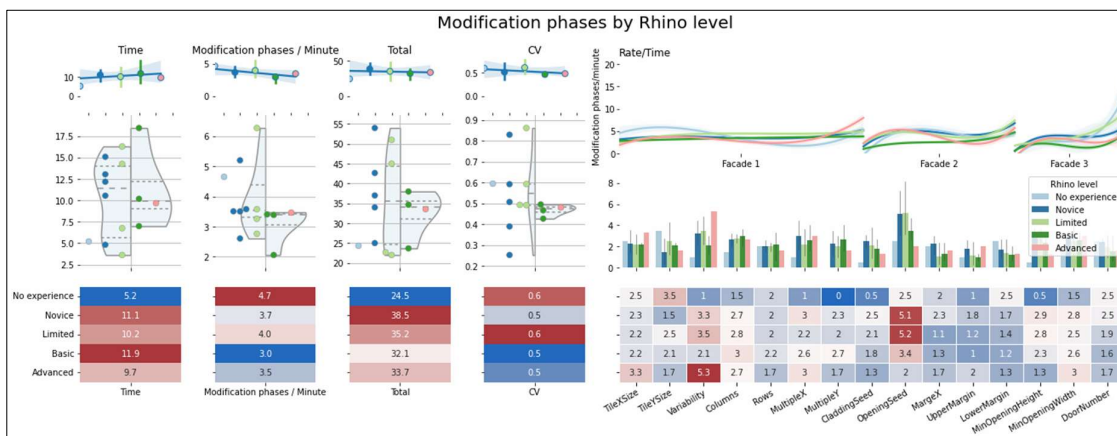 Modification phases by Rhino level
Time
Modification phases / Minute
Total
CV
Rate/Time
10
0
5
0
50
0
0.5
0.0
Modification phases/minute
20
15
10
5
0
Facade 1
Facade 2
Facade 3
17.5
15.0
12.5
10.0
7.5
5.0
2.5
6
5
4
3
2
55
50
45
40
35
30
25
20
0.9
0.8
0.7
0.6
0.5
0.4
0.3
0.2
8
6
4
2
0
Rhino level
No experience
Novice
Limited
Basic
Advanced
No experience 5.2 4.7 24.5 0.6 2.5 3.5 1 1.5 2 1 0 0.5 2.5 2 1 2.5 0.5 1.5 2.5
Novice 11.1 3.7 38.5 0.5 2.3 1.5 3.3 2.7 2 3 2.3 2.5 5.1 2.3 1.8 1.7 2.9 2.8 2.5
Limited 10.2 4.0 35.2 0.6 2.2 2.5 3.5 2.8 2 2.2 2 2.1 5.2 1.1 1.2 1.4 2.8 2.5 1.9
Basic 11.9 3.0 32.1 0.5 2.2 2.1 2.1 3 2.2 2.6 2.7 1.8 3.4 1.3 1 1.2 2.3 2.6 1.6
Advanced 9.7 3.5 33.7 0.5 3.3 1.7 5.3 2.7 1.7 3 1.7 1.3 2 1.7 2 1.3 1.3 3 1.7
Time
Modification phases / Minute
Total
CV
TileXSize
TileYSize
Variability
Columns
Rows
MultipleX
MultipleY
CladdingSeed
OpeningSeed
MargeX
UpperMargin
LowerMargin
MinOpeningHeight
MinOpeningWidth
DoorNumber